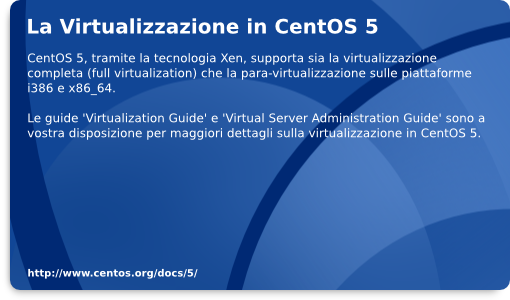 La Virtualizzazione in CentOS 5
CentOS 5, tramite la tecnologia Xen, supporta sia la virtualizzazione
completa (full virtualization) che la para-virtualizzazione sulle piattaforme
i386 e x86_64.
Le guide 'Virtualization Guide' e 'Virtual Server Administration Guide' sono a
vostra disposizione per maggiori dettagli sulla virtualizzazione in CentOS 5.
http://www.centos.org/docs/5/